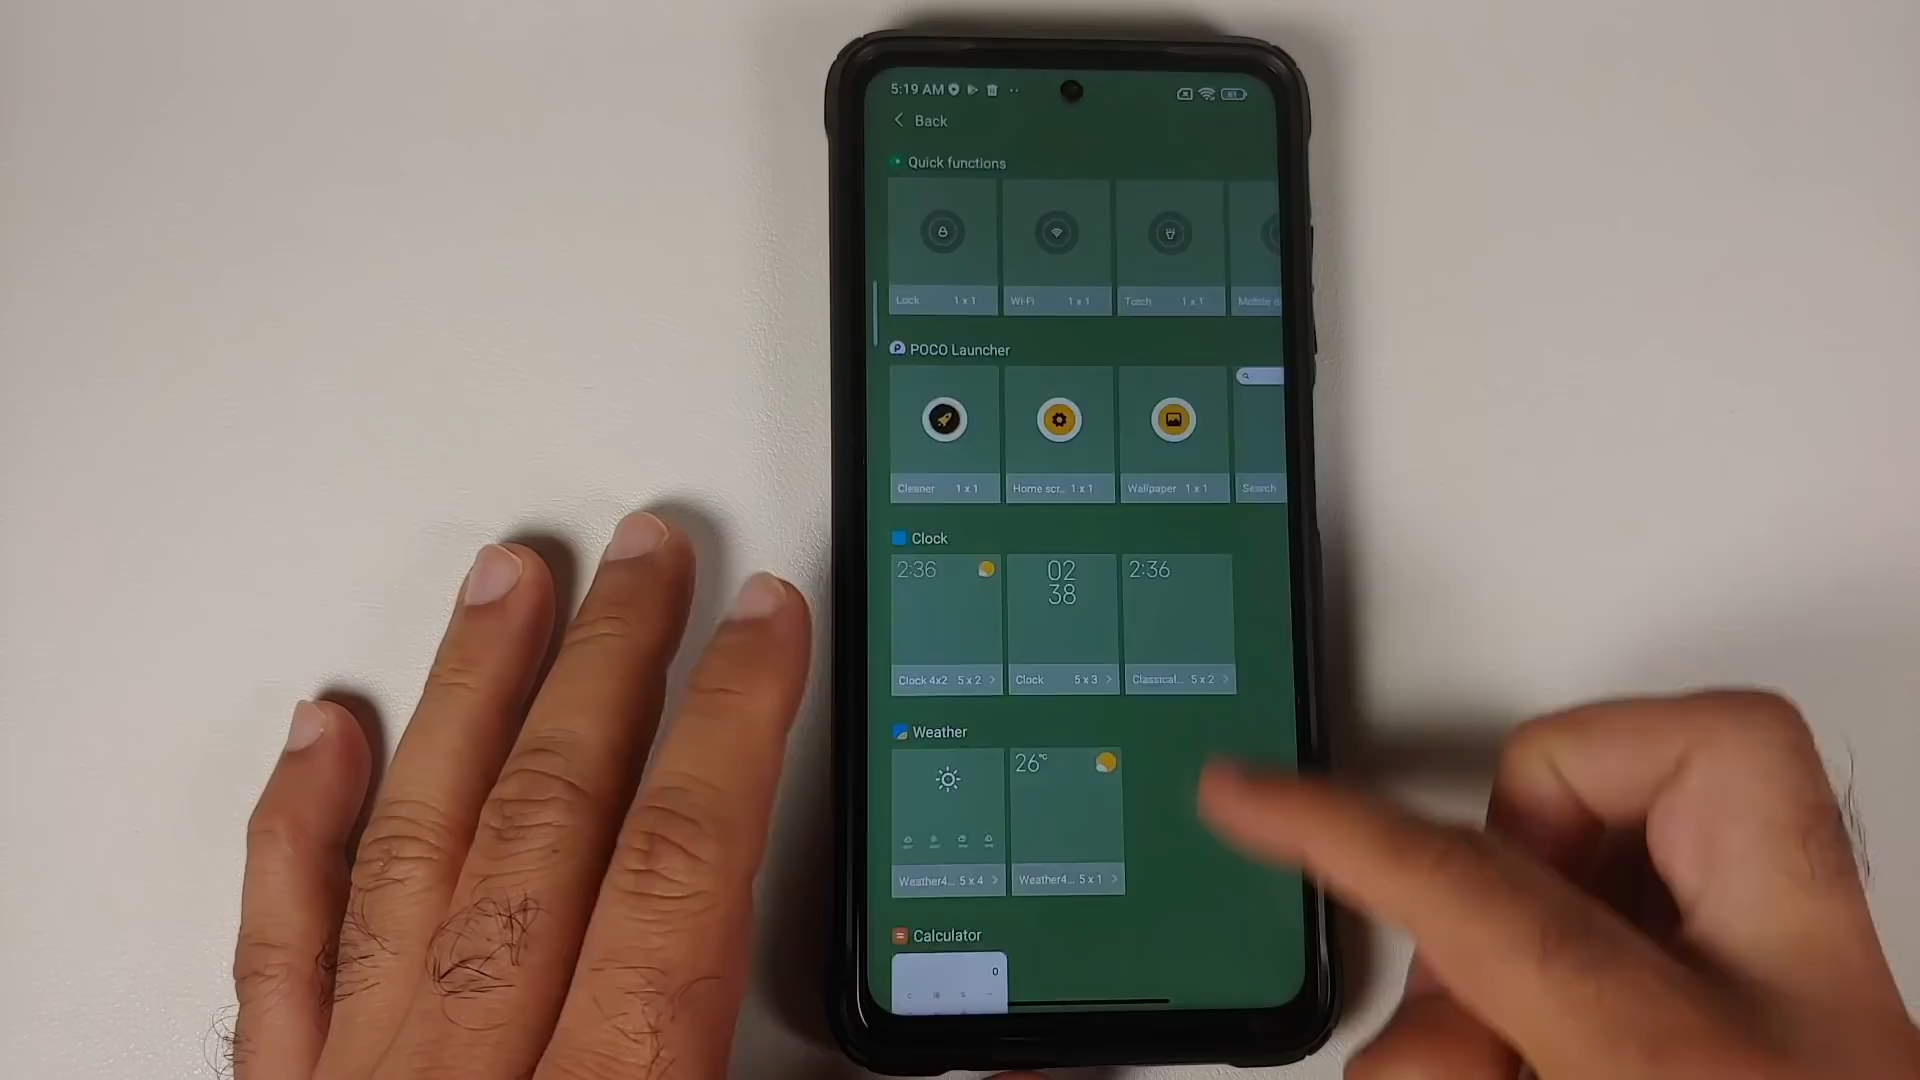 5:19 AM
61
Back
Quick functions
Lock 1 x 1
Wi-Fi 1 x 1
Torch 1 x 1
Mobile d
POCO Launcher
Cleaner 1 x 1
Home scr... 1 x 1
Wallpaper 1 x 1
Search
Clock
2:36
02
38
2:36
Clock 4x2 5 x 2
Clock 5 x 3
Classical... 5 x 2
Weather
26°C
Weather4... 5 x 4
Weather4... 5 x 1
Calculator
0
C